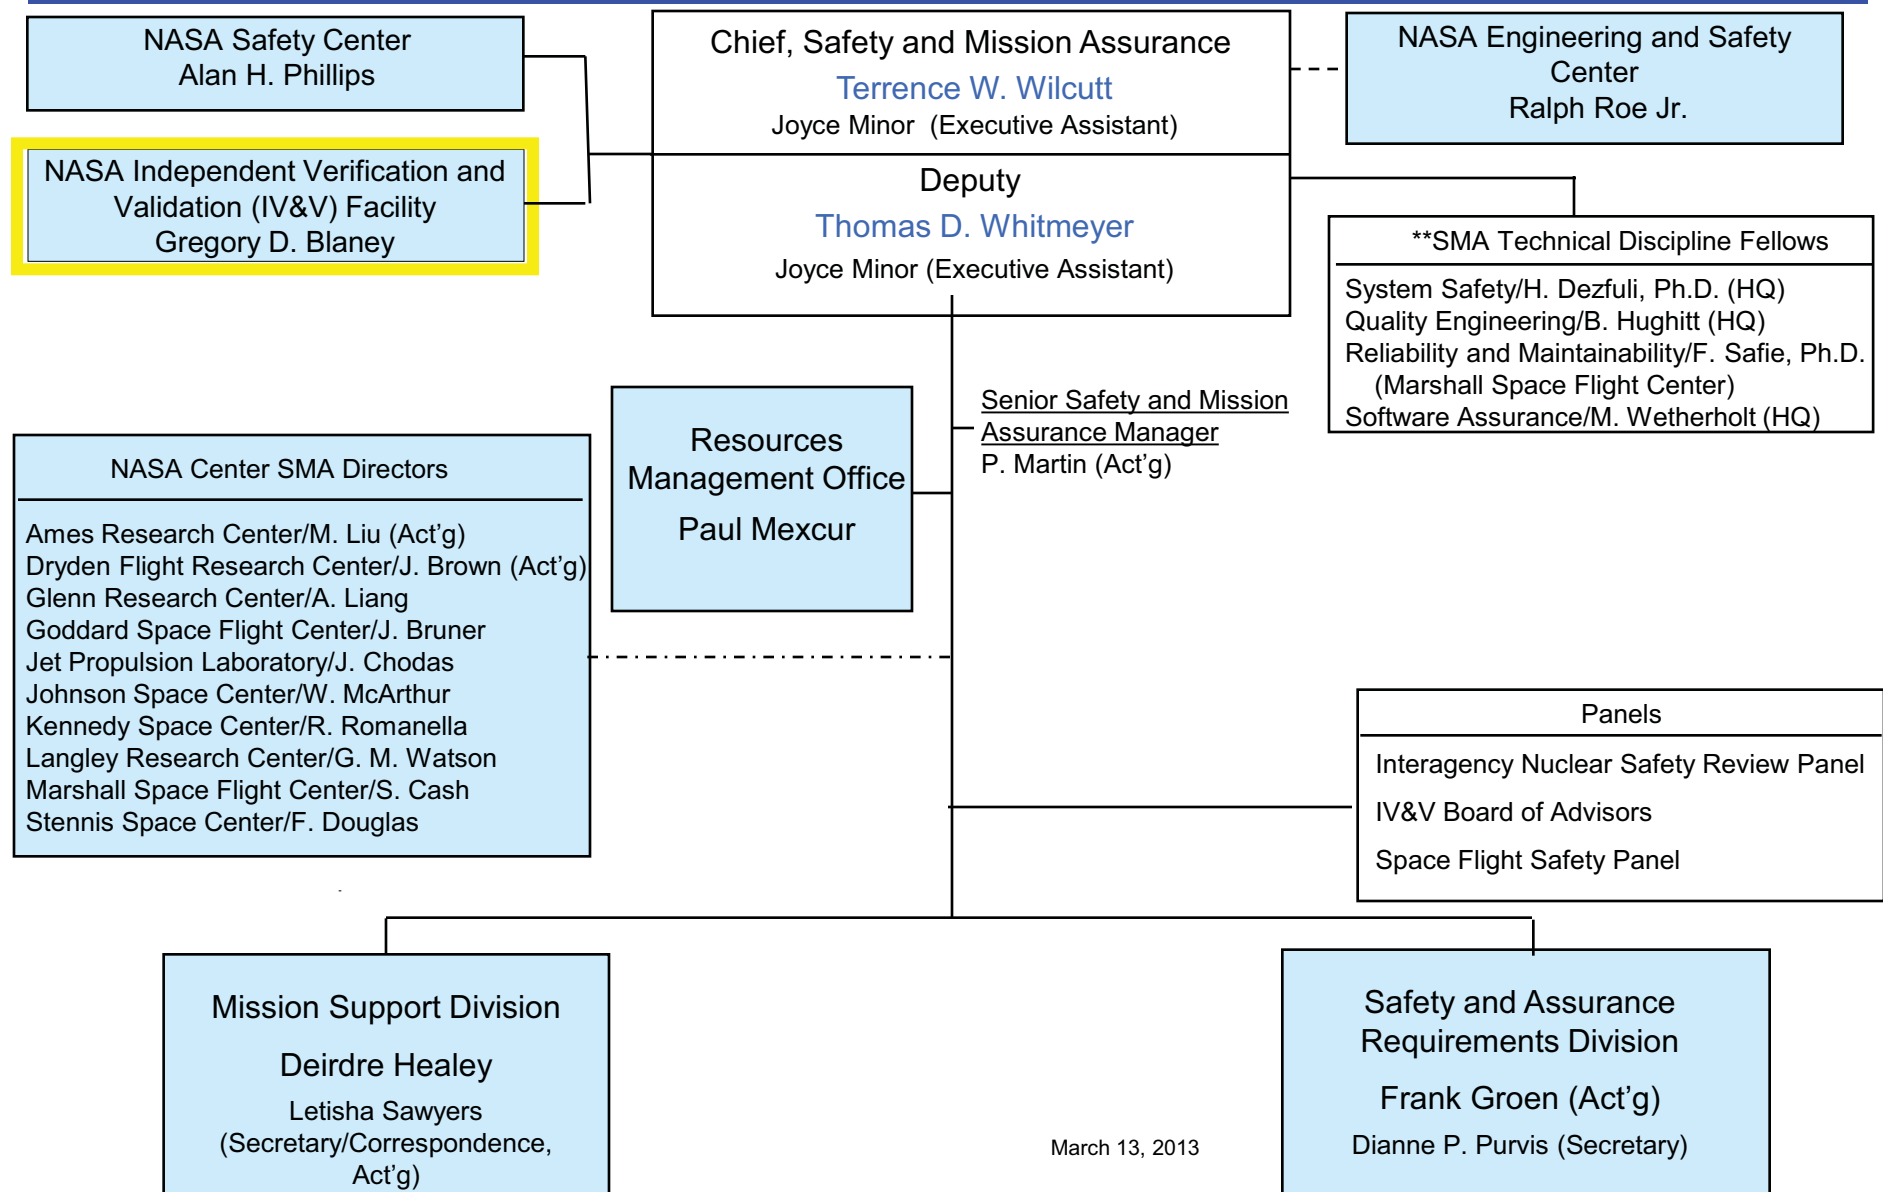 NASA Safety Center
Alan H. Phillips
NASA Independent Verification and
Validation (IV&V) Facility
Gregory D. Blaney
Chief, Safety and Mission Assurance
Terrence W. Wilcutt
Joyce Minor (Executive Assistant)
Deputy
Thomas D. Whitmeyer
Joyce Minor (Executive Assistant)
NASA Engineering and Safety
Center
Ralph Roe Jr.
**SMA Technical Discipline Fellows
System Safety/H. Dezfuli, Ph.D. (HQ)
Quality Engineering/B. Hughitt (HQ)
Reliability and Maintainability/F. Safie, Ph.D.
(Marshall Space Flight Center)
Software Assurance/M. Wetherholt (HQ)
Resources
Management Office
Paul Mexcur
Senior Safety and Mission
Assurance Manager
P. Martin (Act’g)
NASA Center SMA Directors
Ames Research Center/M. Liu (Act’g)
Dryden Flight Research Center/J. Brown (Act’g)
Glenn Research Center/A. Liang
Goddard Space Flight Center/J. Bruner
Jet Propulsion Laboratory/J. Chodas
Johnson Space Center/W. McArthur
Kennedy Space Center/R. Romanella
Langley Research Center/G. M. Watson
Marshall Space Flight Center/S. Cash
Stennis Space Center/F. Douglas
Panels
Interagency Nuclear Safety Review Panel
IV&V Board of Advisors
Space Flight Safety Panel
Mission Support Division
Deirdre Healey
Letisha Sawyers
(Secretary/Correspondence,
Act’g)
March 13, 2013
Safety and Assurance
Requirements Division
Frank Groen (Act’g)
Dianne P. Purvis (Secretary)